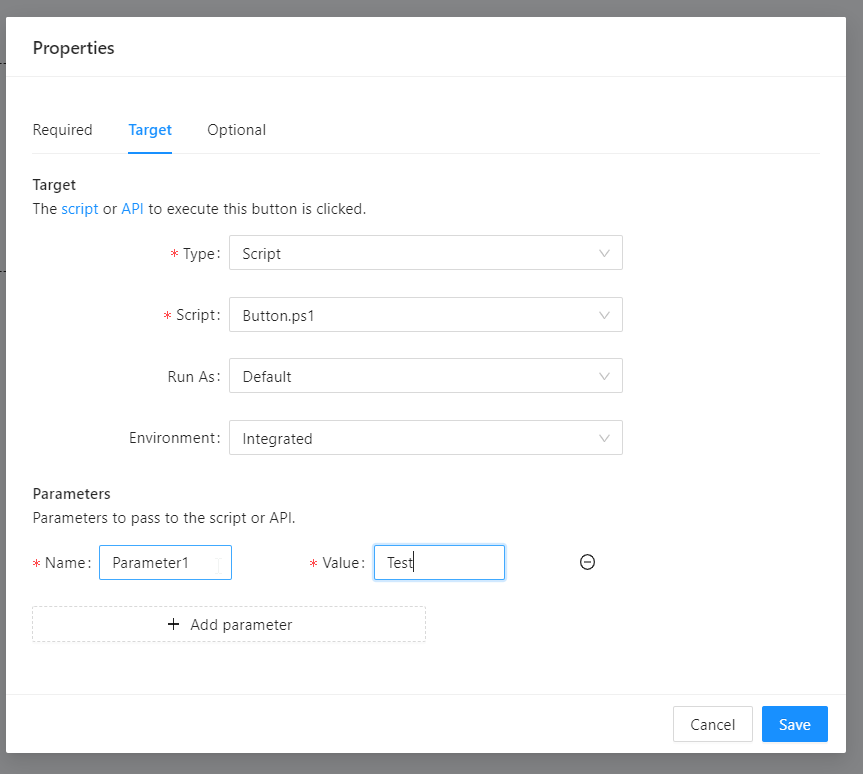 Properties
Required Target Optional
Target
The script or API to execute this button is clicked.
* Type: Script
* Script: Button.ps1
Run As: Default
Environment: Integrated
Parameters
Parameters to pass to the script or API.
* Name: Parameter1 * Value: Test
+ Add parameter
Cancel Save